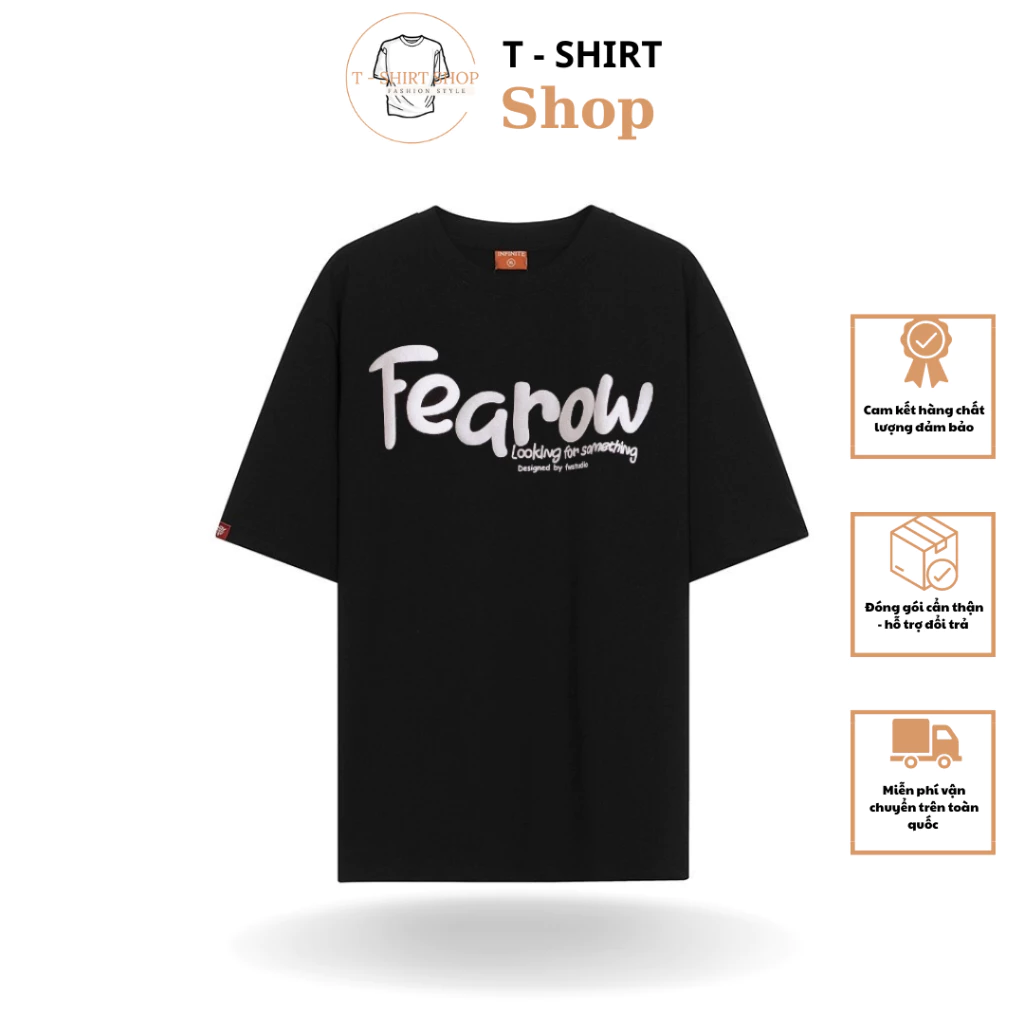 T - SHIRT SHOP
FASHION STYLE
T - SHIRT
Shop
INFINITE
Fearow
Looking for something
Designed by
Cam kết hàng chất
lượng đảm bảo
Đóng gói cẩn thận
- hỗ trợ đổi trả
Miễn phí vận
chuyển trên toàn
quốc